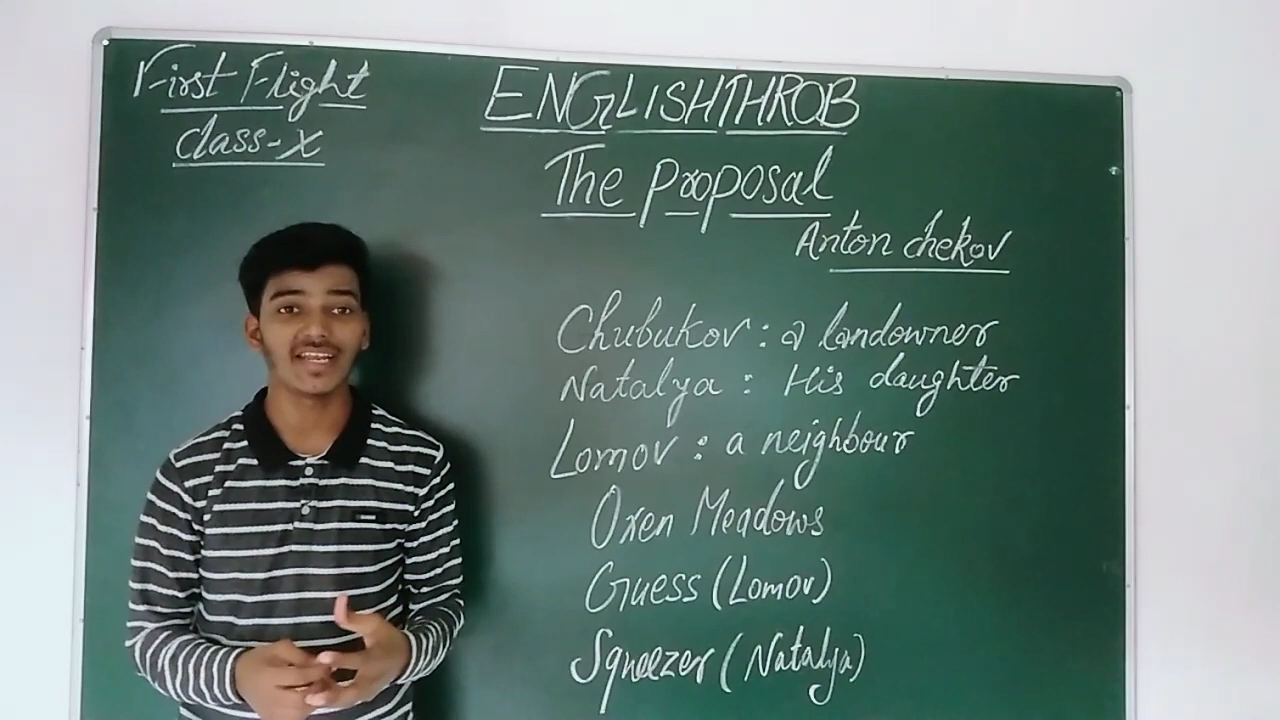 First Flight
class-X
ENGLISHTHROB
The Proposal
Anton chekov
Chubukov : a landowner
Natalya : His daughter
Lomov : a neighbour
Oxen Meadows
Guess (Lomov)
Squeezer (Natalya)